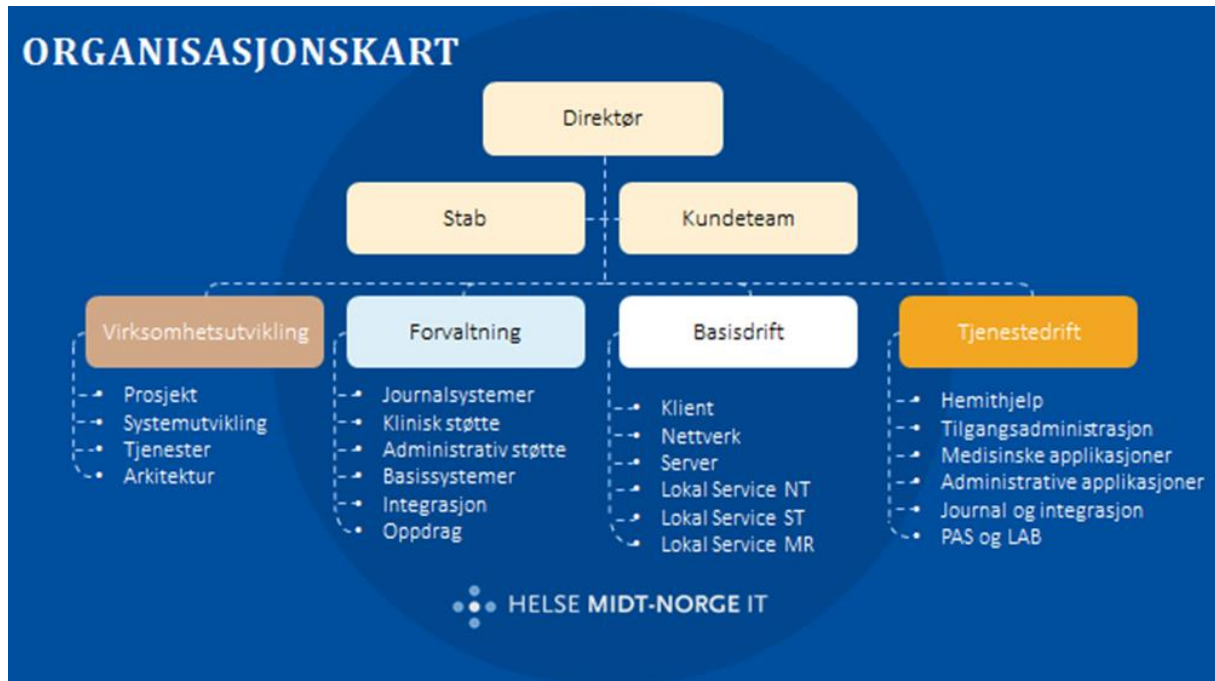 ORGANISASJONSKART
Direktør
Stab
Kundeteam
Virksomhetsutvikling
Prosjekt
Systemutvikling
Tjenester
Arkitektur
Forvaltning
Journalsystemer
Klinisk støtte
Administrativ støtte
Basissystemer
Integrasjon
Oppdrag
Basisdrift
Klient
Nettverk
Server
Lokal Service NT
Lokal Service ST
Lokal Service MR
Tjenestedrift
Hemithjelp
Tilgangsadministrasjon
Medisinske applikasjoner
Administrative applikasjoner
Journal og integrasjon
PAS og LAB
HELSE MIDT-NORGE IT